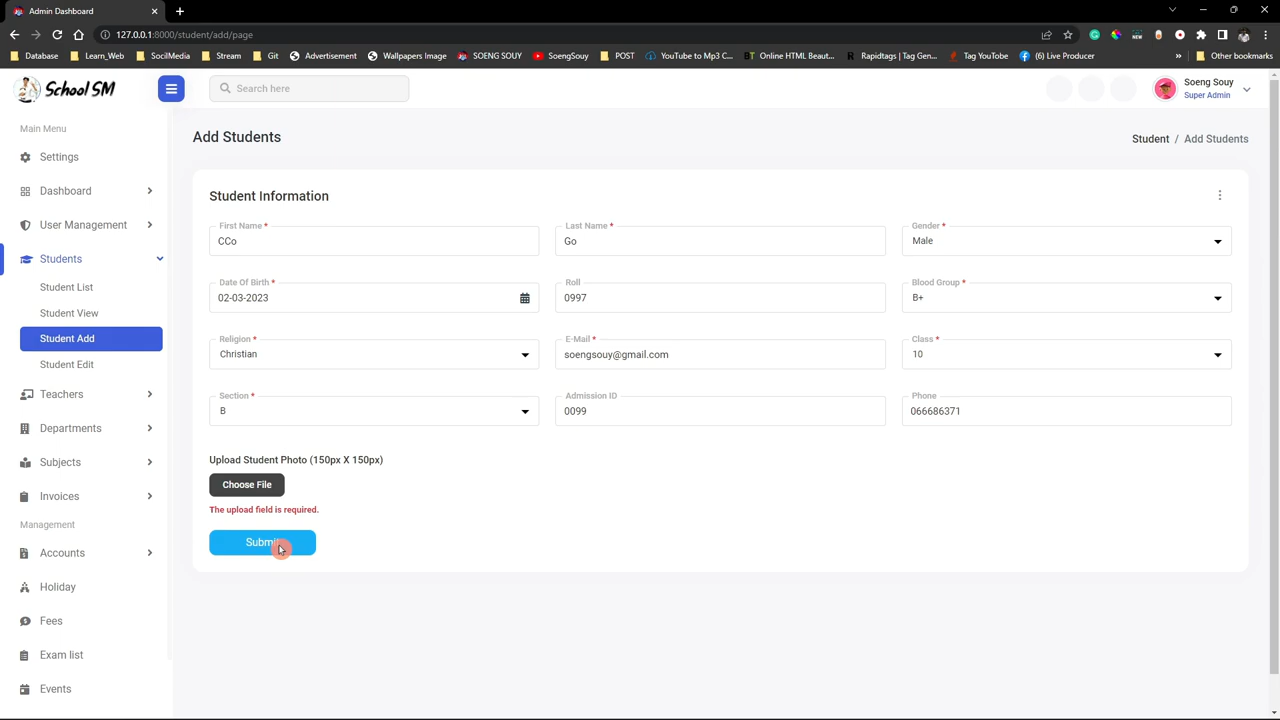 Admin Dashboard
127.0.0.1:8000/student/add/page
Database Learn_Web SocilMedia Stream Git Advertisement Wallpapers Image SOENG SOUY SoengSouy POST YouTube to Mp3 C... Online HTML Beaut... Rapidtags | Tag Gen... Tag YouTube (6) Live Producer » Other bookmarks
School SM
Search here
Soeng Souy
Super Admin
Main Menu
Settings
Dashboard
User Management
Students
Student List
Student View
Student Add
Student Edit
Teachers
Departments
Subjects
Invoices
Management
Accounts
Holiday
Fees
Exam list
Events
Add Students
Student / Add Students
Student Information
First Name * Last Name * Gender *
CCo Go Male
Date Of Birth * Roll Blood Group *
02-03-2023 0997 B+
Religion * E-Mail * Class *
Christian soengsouy@gmail.com 10
Section * Admission ID Phone
B 0099 066686371
Upload Student Photo (150px X 150px)
Choose File
The upload field is required.
Submit